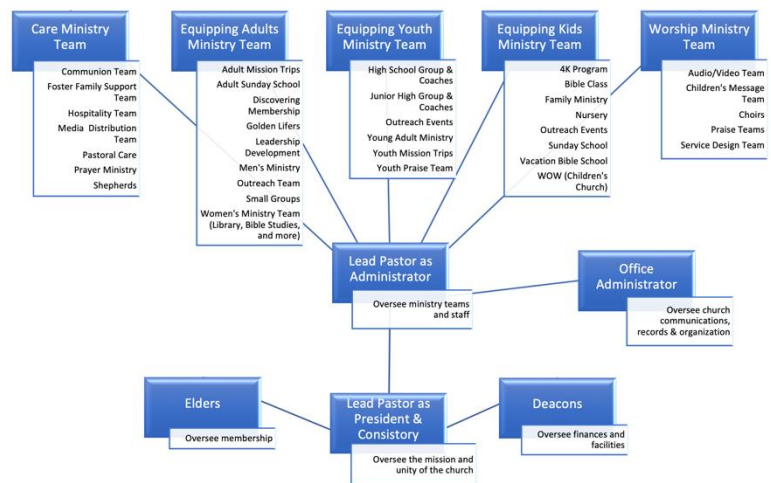 Care Ministry
Team
Communion Team
Foster Family Support
Team
Hospitality Team
Media Distribution
Team
Pastoral Care
Prayer Ministry
Shepherds
Equipping Adults
Ministry Team
Adult Mission Trips
Adult Sunday School
Discovering
Membership
Golden Lifers
Leadership
Development
Men's Ministry
Outreach Team
Small Groups
Women's Ministry Team
(Library, Bible Studies,
and more)
Equipping Youth
Ministry Team
High School Group &
Coaches
Junior High Group &
Coaches
Outreach Events
Young Adult Ministry
Youth Mission Trips
Youth Praise Team
Equipping Kids
Ministry Team
4K Program
Bible Class
Family Ministry
Nursery
Outreach Events
Sunday School
Vacation Bible School
WOW (Children's
Church)
Worship Ministry
Team
Audio/Video Team
Children's Message
Team
Choirs
Praise Teams
Service Design Team
Lead Pastor as
Administrator
Oversee ministry teams
and staff
Office
Administrator
Oversee church
communications,
records & organization
Elders
Oversee membership
Lead Pastor as
President &
Consistory
Oversee the mission and
unity of the church
Deacons
Oversee finances and
facilities